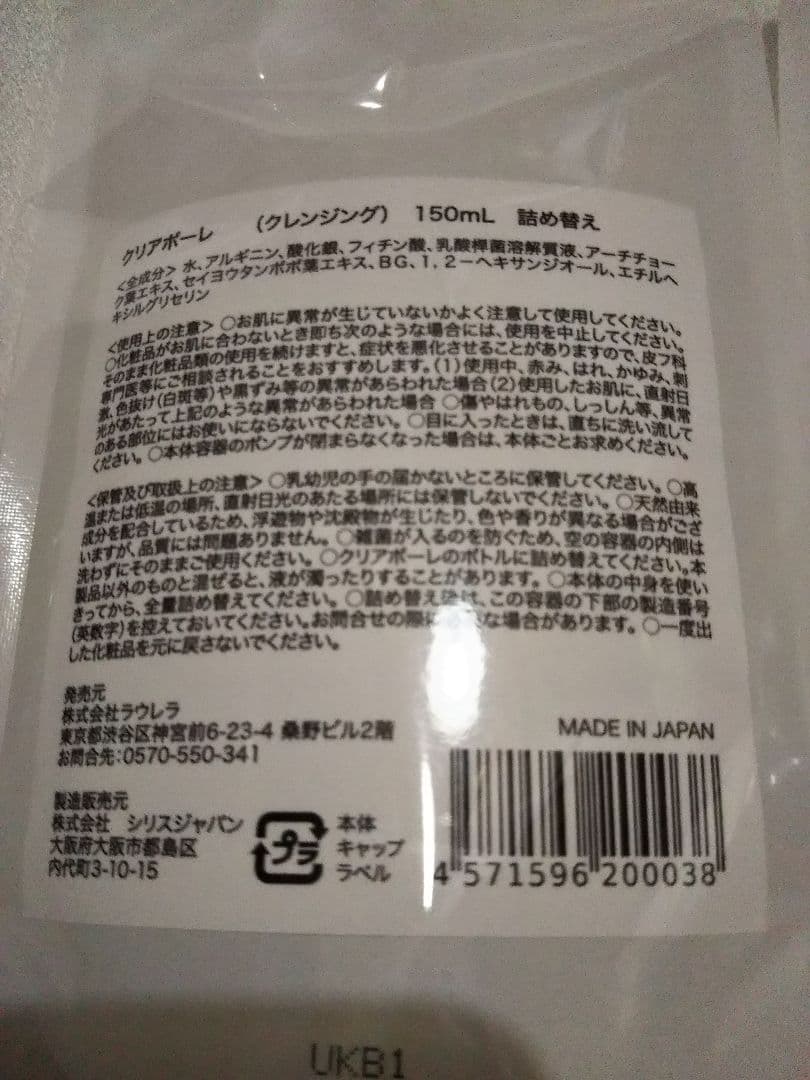 クリアポーレ （クレンジング） 150mL 詰め替え
＜全成分＞ 水、アルギニン、酸化銀、フィチン酸、乳酸桿菌溶解質液、アーチチョー
ク葉エキス、セイヨウタンポポ葉エキス、BG、1，2－ヘキサンジオール、エチルヘ
キシルグリセリン
＜使用上の注意＞ ○お肌に異常が生じていないかよく注意して使用してください。
○化粧品がお肌に合わないとき即ち次のような場合には、使用を中止してください。
そのまま化粧品類の使用を続けますと、症状を悪化させることがありますので、皮フ科
専門医等にご相談されることをおすすめします。(1)使用中、赤み、はれ、かゆみ、刺
激、色抜け(白斑等)や黒ずみ等の異常があらわれた場合(2)使用したお肌に、直射日
光があたって上記のような異常があらわれた場合 ○傷やはれもの、しっしん等、異常
のある部位にはお使いにならないでください。 ○目に入ったときは、直ちに洗い流して
ください。 ○本体容器のポンプが閉まらなくなった場合は、本体ごとお求めください。
＜保管及び取扱上の注意＞ ○乳幼児の手の届かないところに保管してください。 ○高
温または低温の場所、直射日光のあたる場所には保管しないでください。 ○天然由来
成分を配合しているため、浮遊物や沈殿物が生じたり、色や香りが異なる場合がござ
いますが、品質には問題ありません。 ○雑菌が入るのを防ぐため、空の容器の内側は
洗わずにそのままご使用ください。 ○クリアポーレのボトルに詰め替えてください。本
製品以外のものと混ぜると、液が濁ったりすることがあります。 ○本体の中身を使い
きってから、全量詰め替えてください。 ○詰め替え後は、この容器の下部の製造番号
(英数字)を控えておいてください。お問合せの際に な場合があります。 ○一度出
した化粧品を元に戻さないでください。
発売元
株式会社ラウレラ
東京都渋谷区神宮前6-23-4 桑野ビル2階
お問合先:0570-550-341
MADE IN JAPAN
製造販売元
株式会社 シリスジャパン
大阪府大阪市都島区
内代町3-10-15
プラ
本体
キャップ
ラベル
4 571596 200038
UKB1